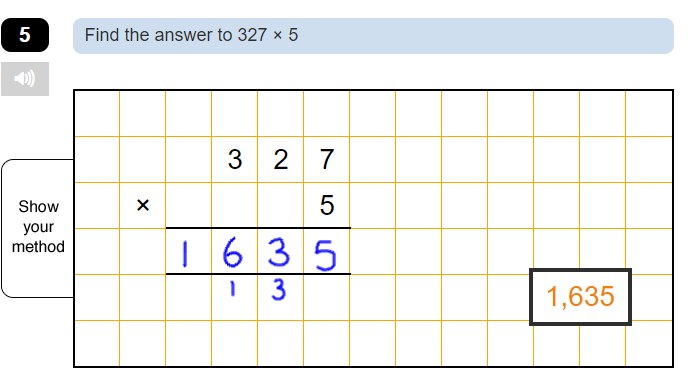 5
Find the answer to 327 × 5
3 2 7
× 5
Show
your
method
1 6 3 5
1 3
1,635